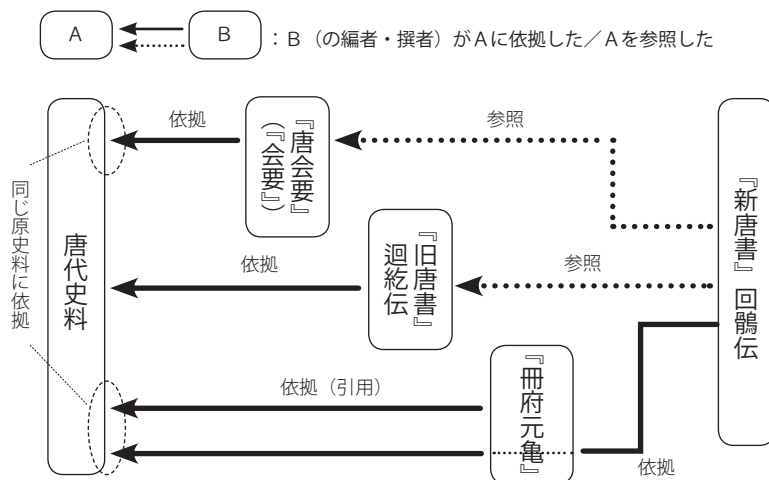 A
B
：B（の編者・撰者）がAに依拠した／Aを参照した
依拠
『唐会要』
（『会要』）
参照
『新唐書』回鶻伝
同じ原史料に依拠
唐代史料
依拠
『旧唐書』
迴紇伝
参照
依拠（引用）
『冊府元亀』
依拠